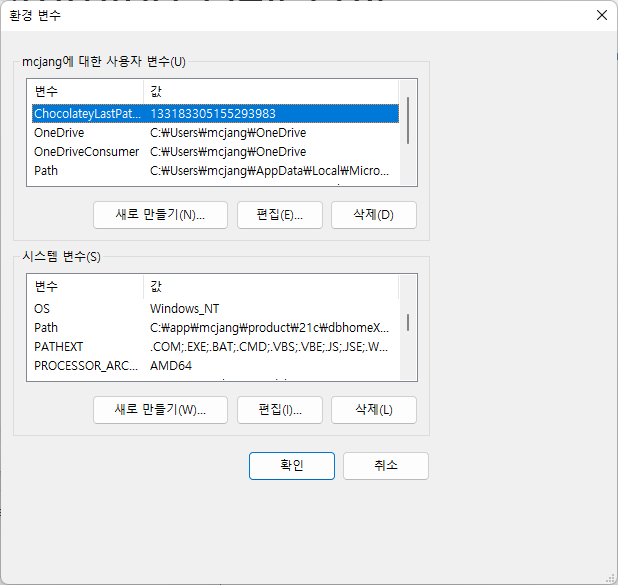 환경 변수
mcjang에 대한 사용자 변수(U)
변수 값
ChocolateyLastPat... 133183305155293983
OneDrive C:₩Users₩mcjang₩OneDrive
OneDriveConsumer C:₩Users₩mcjang₩OneDrive
Path C:₩Users₩mcjang₩AppData₩Local₩Micro...
새로 만들기(N)... 편집(E)... 삭제(D)
시스템 변수(S)
변수 값
OS Windows_NT
Path C:₩app₩mcjang₩product₩21c₩dbhomeX...
PATHEXT .COM;.EXE;.BAT;.CMD;.VBS;.VBE;.JS;.JSE;.W...
PROCESSOR_ARC... AMD64
새로 만들기(W)... 편집(I)... 삭제(L)
확인 취소